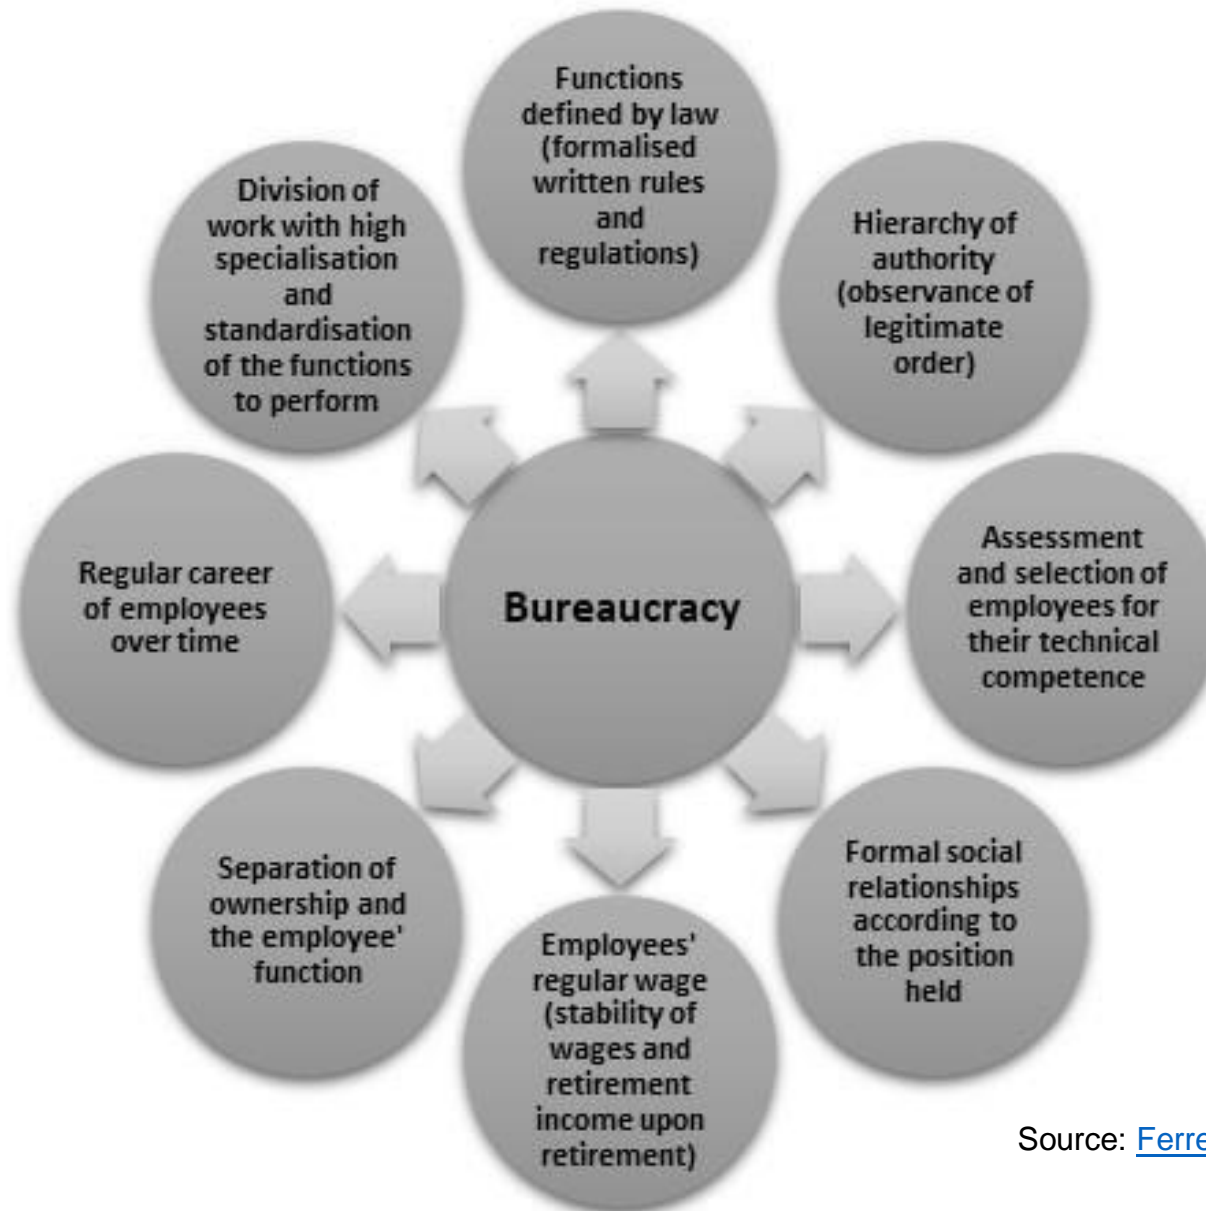 Functions
defined by law
(formalised
written rules
and
regulations)
Hierarchy of
authority
(observance of
legitimate
order)
Assessment
and selection of
employees for
their technical
competence
Formal social
relationships
according to
the position
held
Employees'
regular wage
(stability of
wages and
retirement
income upon
retirement)
Separation of
ownership and
the employee'
function
Regular career
of employees
over time
Division of
work with high
specialisation
and
standardisation
of the functions
to perform
Bureaucracy
Source: